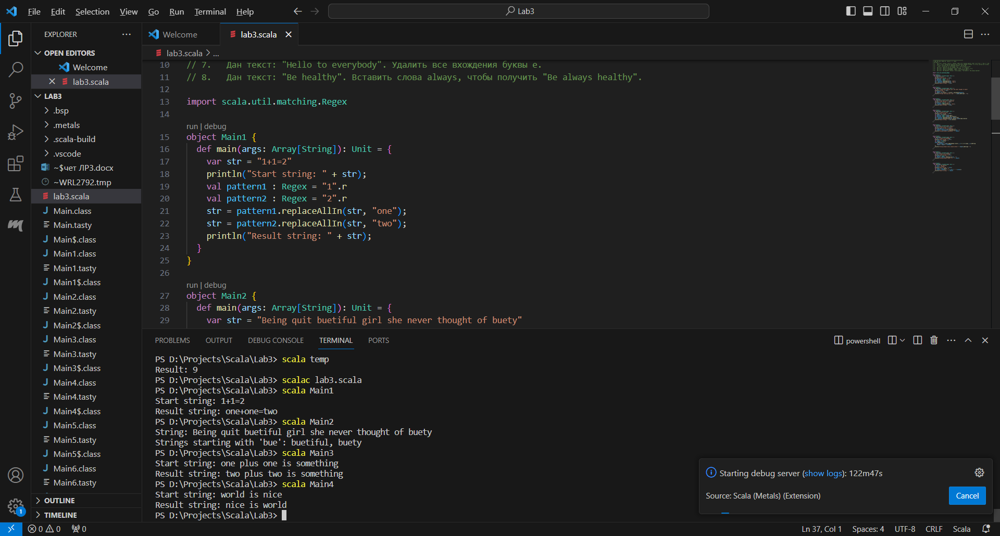 File Edit Selection View Go Run Terminal Help
Lab3
EXPLORER
OPEN EDITORS
Welcome
lab3.scala
LAB3
.bsp
.metals
.scala-build
.vscode
~$чет ЛР3.docx
~WRL2792.tmp
lab3.scala
Main.class
Main.tasty
Main$.class
Main1.class
Main1.tasty
Main1$.class
Main2.class
Main2.tasty
Main2$.class
Main3.class
Main3.tasty
Main3$.class
Main4.class
Main4.tasty
Main4$.class
Main5.class
Main5.tasty
Main5$.class
Main6.class
Main6.tasty
OUTLINE
TIMELINE
Welcome
lab3.scala
lab3.scala > ...
10 // 7. Дан текст: "Hello to everybody". Удалить все вхождения буквы е.
11 // 8. Дан текст: "Be healthy". Вставить слова always, чтобы получить "Be always healthy".
12
13 import scala.util.matching.Regex
14
run | debug
15 object Main1 {
16 def main(args: Array[String]): Unit = {
17 var str = "1+1=2"
18 println("Start string: " + str);
19 val pattern1 : Regex = "1".r
20 val pattern2 : Regex = "2".r
21 str = pattern1.replaceAllIn(str, "one");
22 str = pattern2.replaceAllIn(str, "two");
23 println("Result string: " + str);
24 }
25 }
26
run | debug
27 object Main2 {
28 def main(args: Array[String]): Unit = {
29 var str = "Being quit buetiful girl she never thought of buety"
PROBLEMS OUTPUT DEBUG CONSOLE TERMINAL PORTS
powershell
PS D:\Projects\Scala\Lab3> scala temp
Result: 9
PS D:\Projects\Scala\Lab3> scalac lab3.scala
PS D:\Projects\Scala\Lab3> scala Main1
Start string: 1+1=2
Result string: one+one=two
PS D:\Projects\Scala\Lab3> scala Main2
String: Being quit buetiful girl she never thought of buety
Strings starting with 'bue': buetiful, buety
PS D:\Projects\Scala\Lab3> scala Main3
Start string: one plus one is something
Result string: two plus two is something
PS D:\Projects\Scala\Lab3> scala Main4
Start string: world is nice
Result string: nice is world
PS D:\Projects\Scala\Lab3>
Starting debug server (show logs): 122m47s
Source: Scala (Metals) (Extension)
Cancel
1
0 0 0
Ln 37, Col 1 Spaces: 4 UTF-8 CRLF Scala